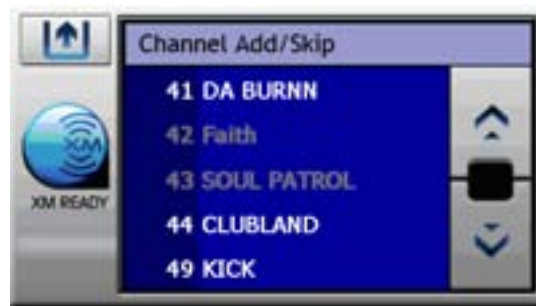 Channel Add/Skip
41 DA BURNN
42 Faith
43 SOUL PATROL
44 CLUBLAND
49 KICK
XM
XM READY